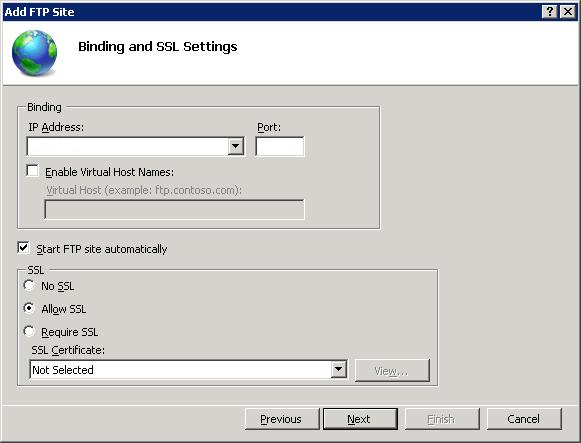 Add FTP Site
Binding and SSL Settings
Binding
IP Address:
Port:
Enable Virtual Host Names:
Virtual Host (example: ftp.contoso.com):
Start FTP site automatically
SSL
No SSL
Allow SSL
Require SSL
SSL Certificate:
Not Selected
View...
Previous
Next
Finish
Cancel